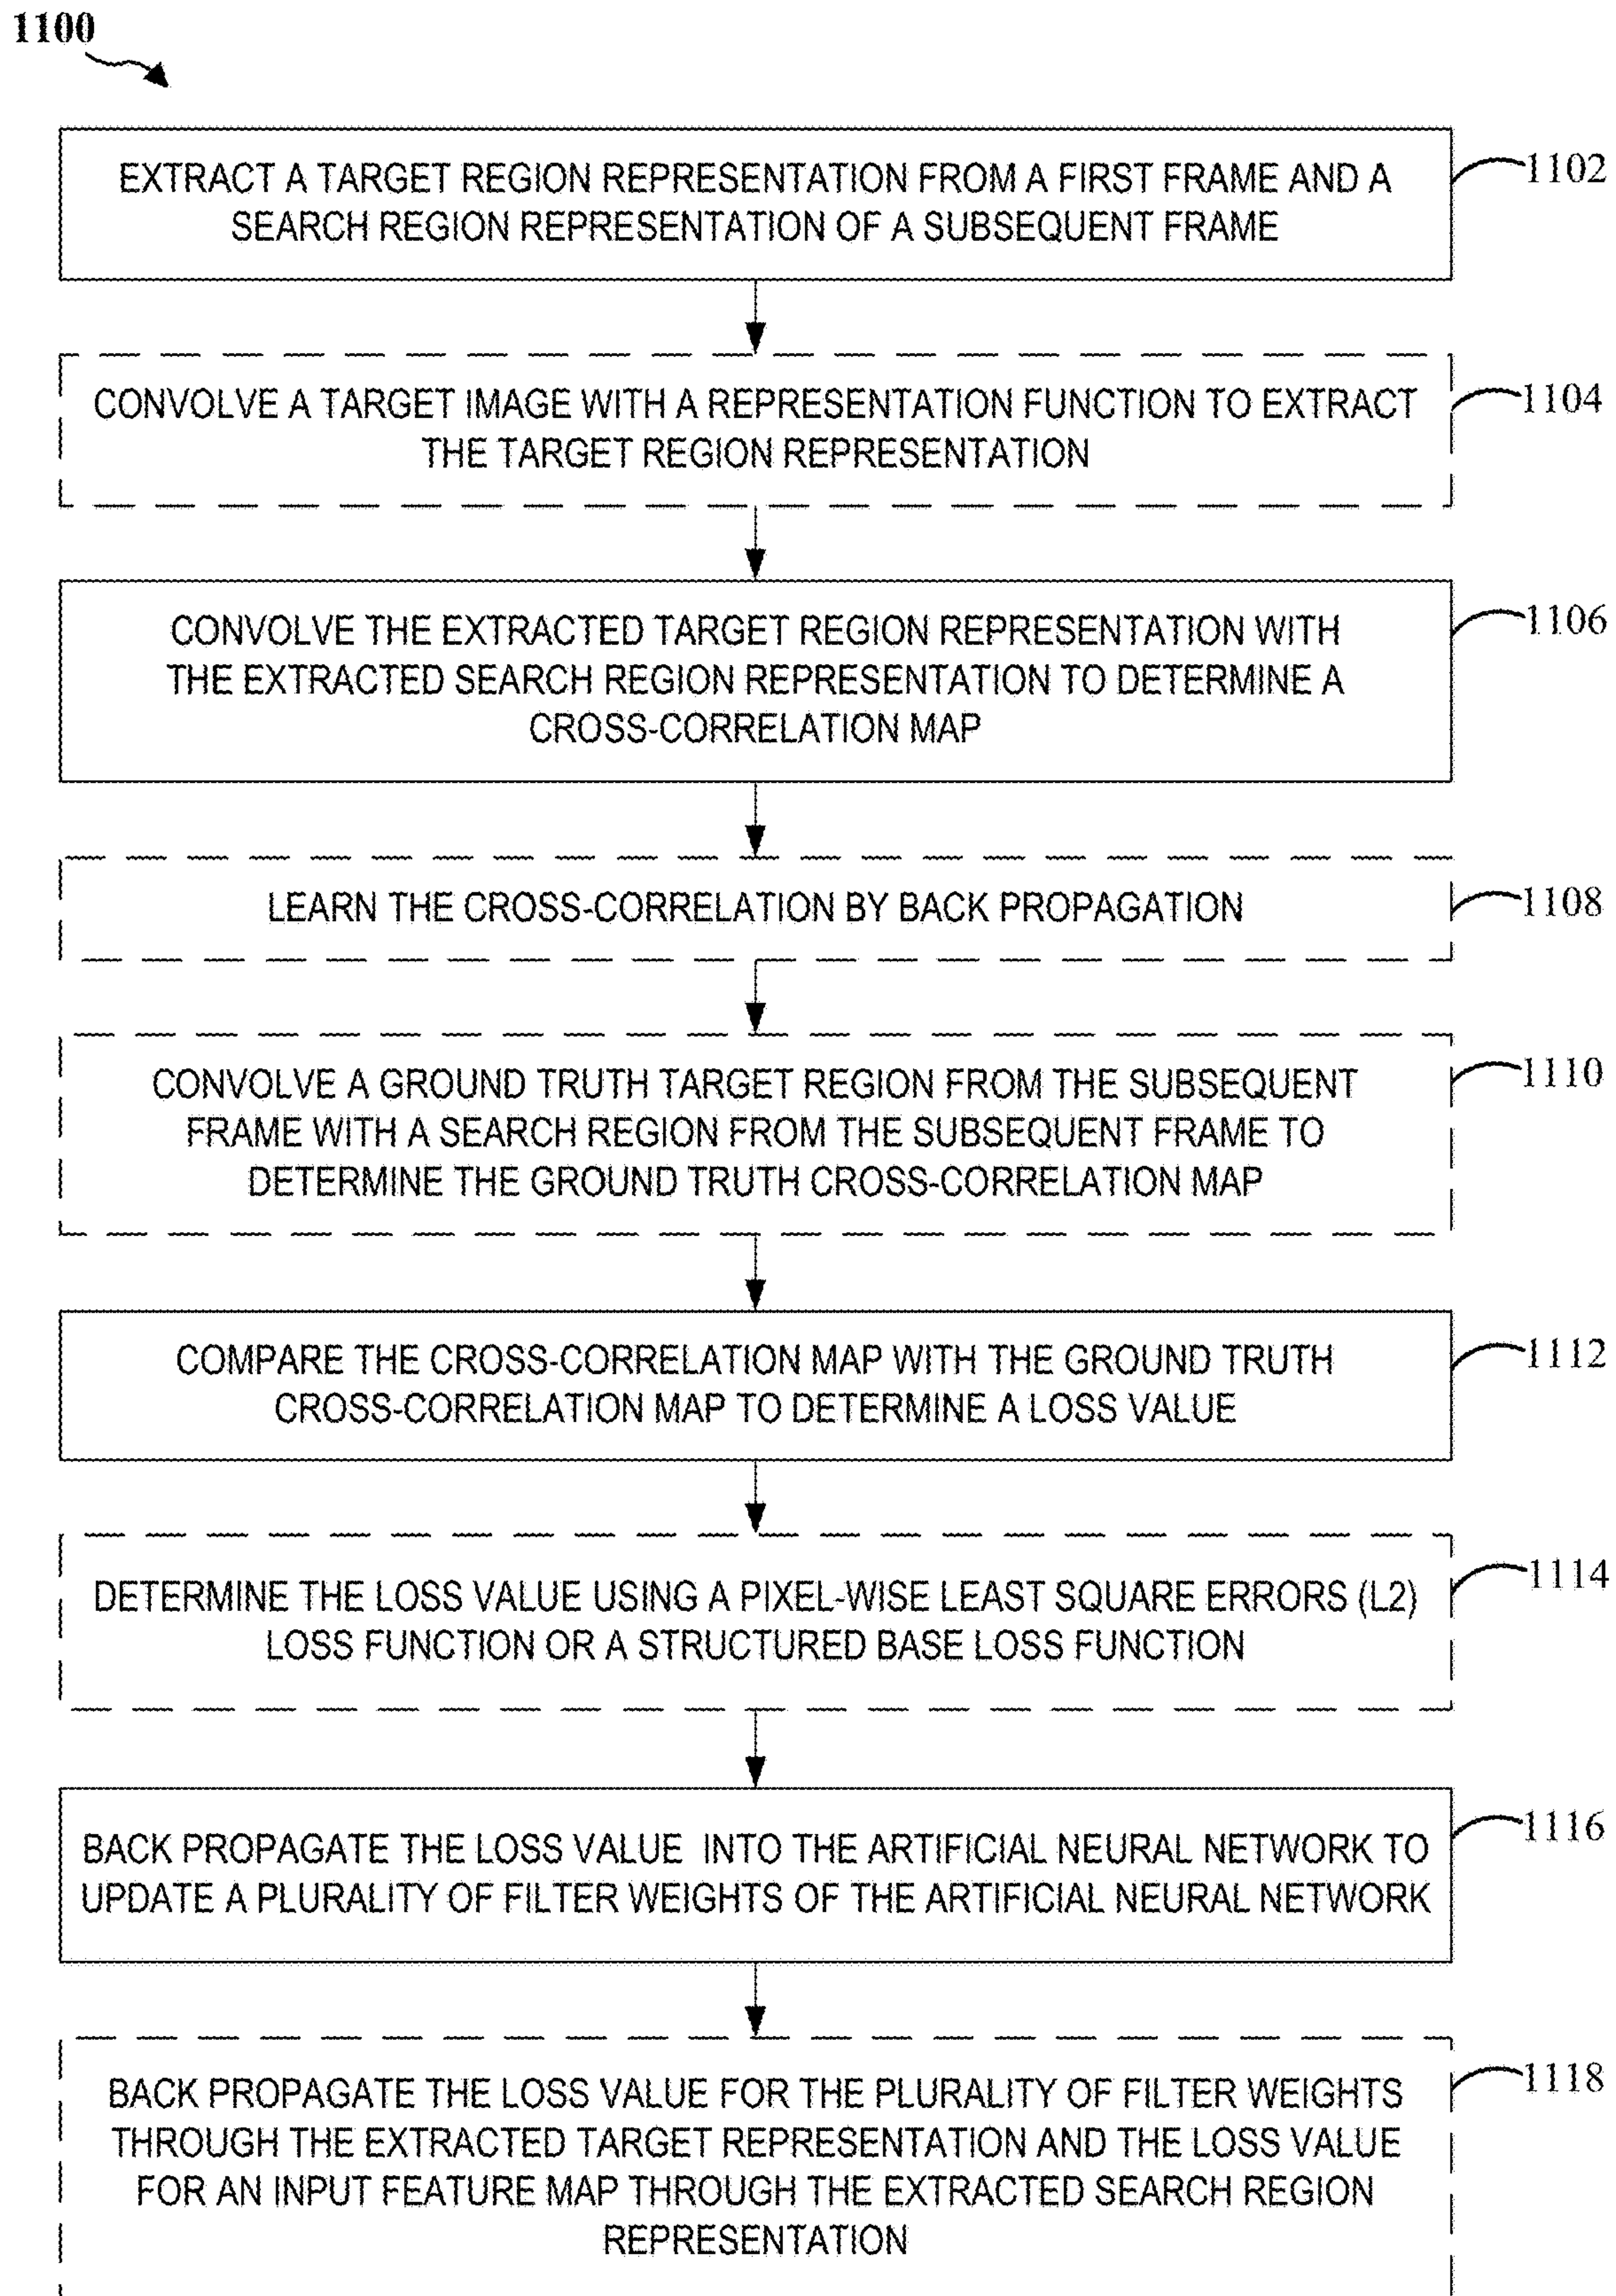 1100
EXTRACT A TARGET REGION REPRESENTATION FROM A FIRST FRAME AND A
SEARCH REGION REPRESENTATION OF A SUBSEQUENT FRAME
1102
CONVOLVE A TARGET IMAGE WITH A REPRESENTATION FUNCTION TO EXTRACT
THE TARGET REGION REPRESENTATION
1104
CONVOLVE THE EXTRACTED TARGET REGION REPRESENTATION WITH
THE EXTRACTED SEARCH REGION REPRESENTATION TO DETERMINE A
CROSS-CORRELATION MAP
1106
LEARN THE CROSS-CORRELATION BY BACK PROPAGATION
1108
CONVOLVE A GROUND TRUTH TARGET REGION FROM THE SUBSEQUENT
FRAME WITH A SEARCH REGION FROM THE SUBSEQUENT FRAME TO
DETERMINE THE GROUND TRUTH CROSS-CORRELATION MAP
1110
COMPARE THE CROSS-CORRELATION MAP WITH THE GROUND TRUTH
CROSS-CORRELATION MAP TO DETERMINE A LOSS VALUE
1112
DETERMINE THE LOSS VALUE USING A PIXEL-WISE LEAST SQUARE ERRORS (L2)
LOSS FUNCTION OR A STRUCTURED BASE LOSS FUNCTION
1114
BACK PROPAGATE THE LOSS VALUE INTO THE ARTIFICIAL NEURAL NETWORK TO
UPDATE A PLURALITY OF FILTER WEIGHTS OF THE ARTIFICIAL NEURAL NETWORK
1116
BACK PROPAGATE THE LOSS VALUE FOR THE PLURALITY OF FILTER WEIGHTS
THROUGH THE EXTRACTED TARGET REPRESENTATION AND THE LOSS VALUE
FOR AN INPUT FEATURE MAP THROUGH THE EXTRACTED SEARCH REGION
REPRESENTATION
1118